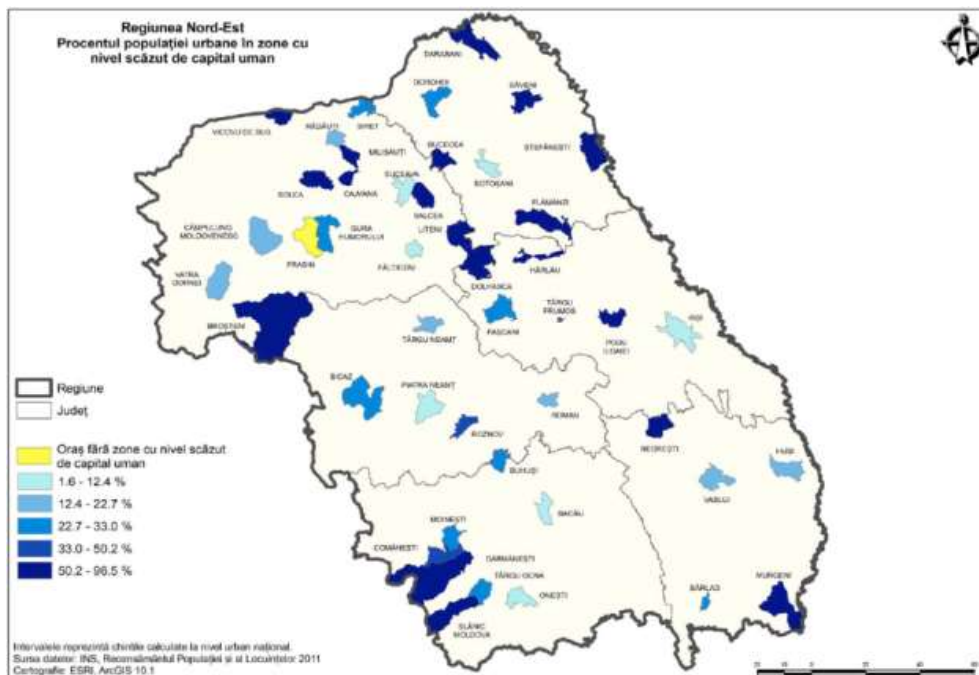 Regiunea Nord-Est
Procentul populației urbane în zone cu
nivel scăzut de capital uman
DARABANI
DOROHOI
SĂVENI
SIRET
VICOVU DE SUS
RĂDĂUȚI
MILIȘĂUȚI
BUCECEA
ȘTEFĂNEȘTI
BOTOȘANI
SUCEAVA
SOLCA
CAJVANA
SALCEA
FLĂMÂNZI
CÂMPULUNG
MOLDOVENESC
GURA
HUMORULUI
LITENI
FRASIN
FĂLTICENI
HÂRLĂU
VATRA
DORNEI
DOLHASCA
TÂRGU
FRUMOS
IAȘI
BROȘTENI
PAȘCANI
PODU
ILOAIEI
TÂRGU NEAMȚ
BICAZ
PIATRA NEAMȚ
ROMAN
ROZNOV
NEGREȘTI
BUHUȘI
HUȘI
VASLUI
BACĂU
MOINEȘTI
COMĂNEȘTI
DĂRMĂNEȘTI
TÂRGU OCNA
ONEȘTI
SLĂNIC
MOLDOVA
BÂRLAD
MURGENI
Regiune
Județ
Oraș fără zone cu nivel scăzut
de capital uman
1.6 - 12.4 %
12.4 - 22.7 %
22.7 - 33.0 %
33.0 - 50.2 %
50.2 - 96.5 %
Intervalele reprezintă chintile calculate la nivel urban național.
Sursa datelor: INS, Recensământul Populației și al Locuințelor 2011
Cartografie: ESRI, ArcGIS 10.1